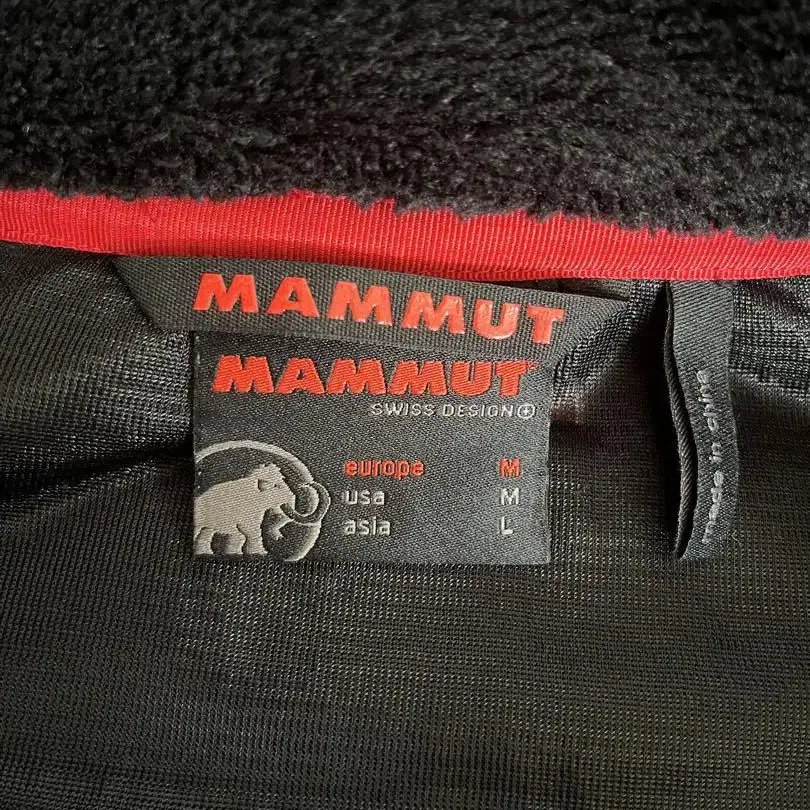 MAMMUT
MAMMUT
SWISS DESIGN
europe M
usa M
asia L
made in china